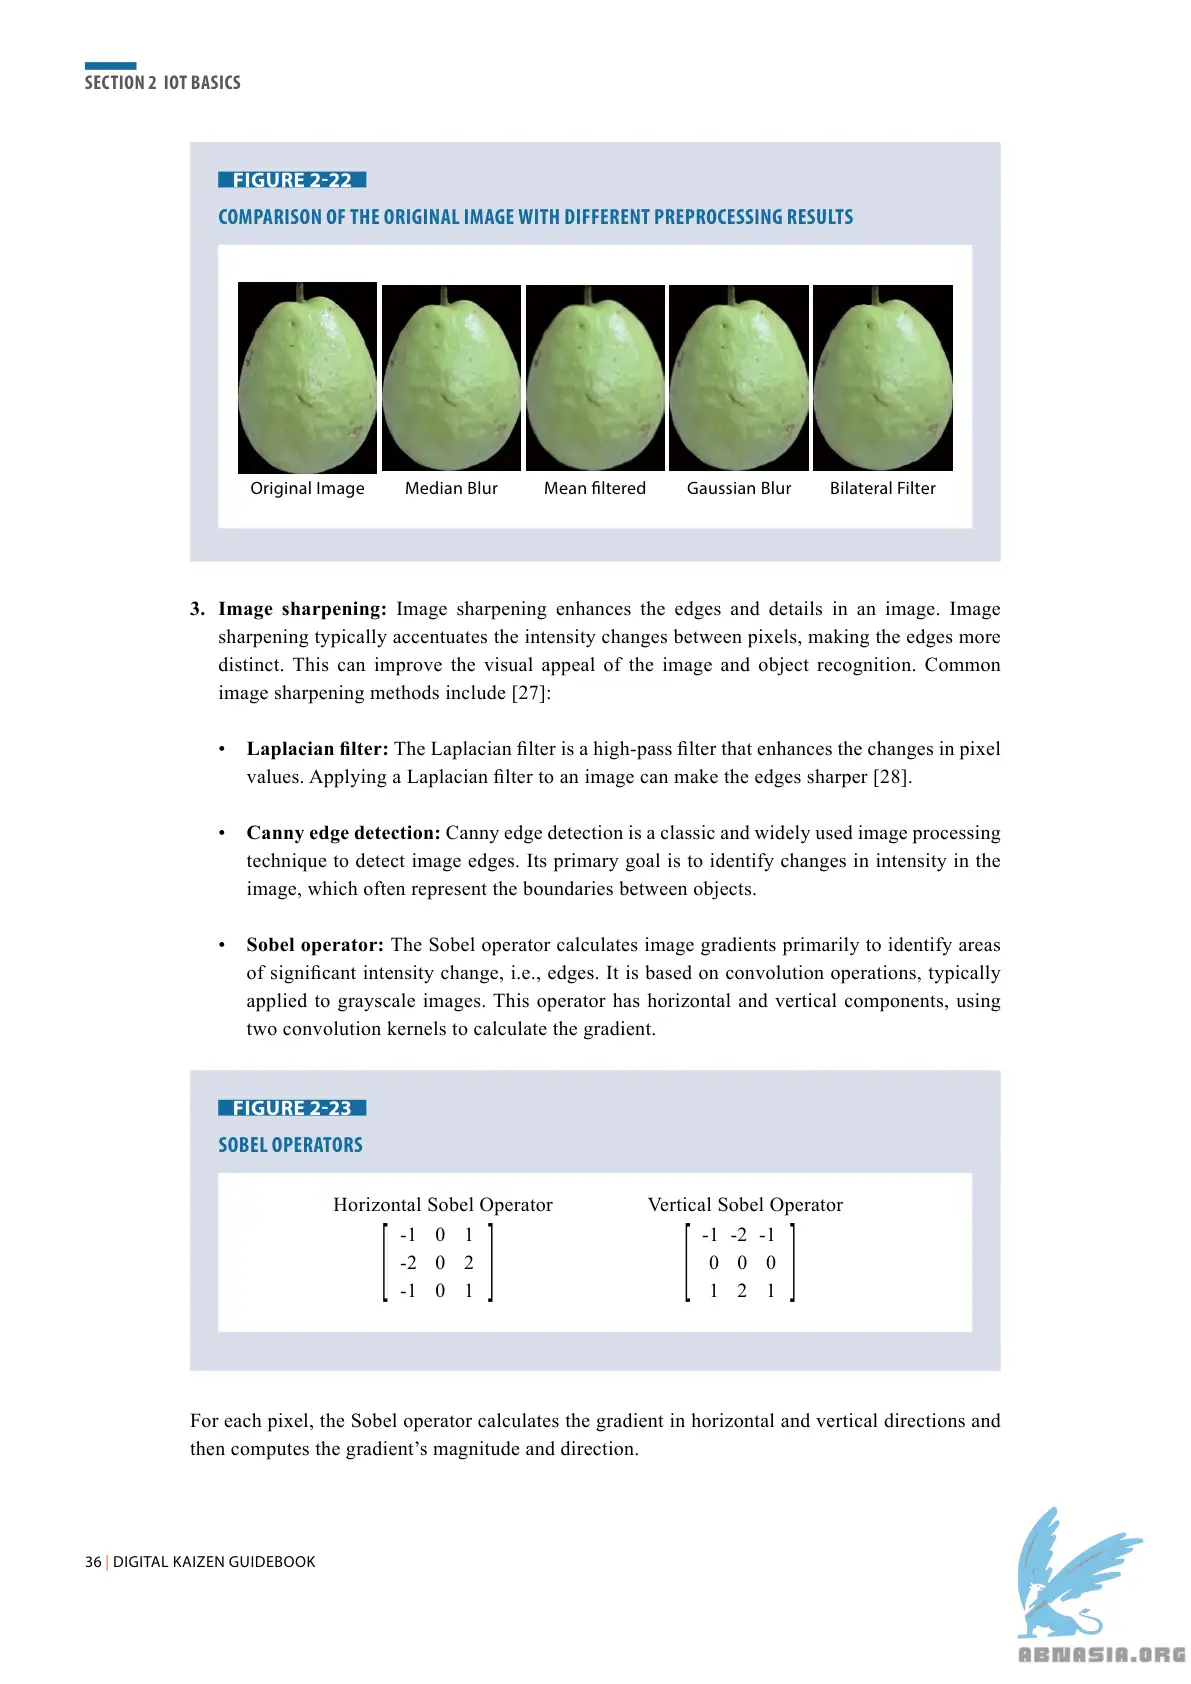 SECTION 2 IOT BASICS
FIGURE 2-22
COMPARISON OF THE ORIGINAL IMAGE WITH DIFFERENT PREPROCESSING RESULTS
Original Image Median Blur Mean filtered Gaussian Blur Bilateral Filter
3. Image sharpening: Image sharpening enhances the edges and details in an image. Image
sharpening typically accentuates the intensity changes between pixels, making the edges more
distinct. This can improve the visual appeal of the image and object recognition. Common
image sharpening methods include [27]:
• Laplacian filter: The Laplacian filter is a high-pass filter that enhances the changes in pixel
values. Applying a Laplacian filter to an image can make the edges sharper [28].
• Canny edge detection: Canny edge detection is a classic and widely used image processing
technique to detect image edges. Its primary goal is to identify changes in intensity in the
image, which often represent the boundaries between objects.
• Sobel operator: The Sobel operator calculates image gradients primarily to identify areas
of significant intensity change, i.e., edges. It is based on convolution operations, typically
applied to grayscale images. This operator has horizontal and vertical components, using
two convolution kernels to calculate the gradient.
FIGURE 2-23
SOBEL OPERATORS
Horizontal Sobel Operator Vertical Sobel Operator
-1 0 1 -1 -2 -1
-2 0 2 0 0 0
-1 0 1 1 2 1
For each pixel, the Sobel operator calculates the gradient in horizontal and vertical directions and
then computes the gradient's magnitude and direction.
36 | DIGITAL KAIZEN GUIDEBOOK
ABNASIA.ORG